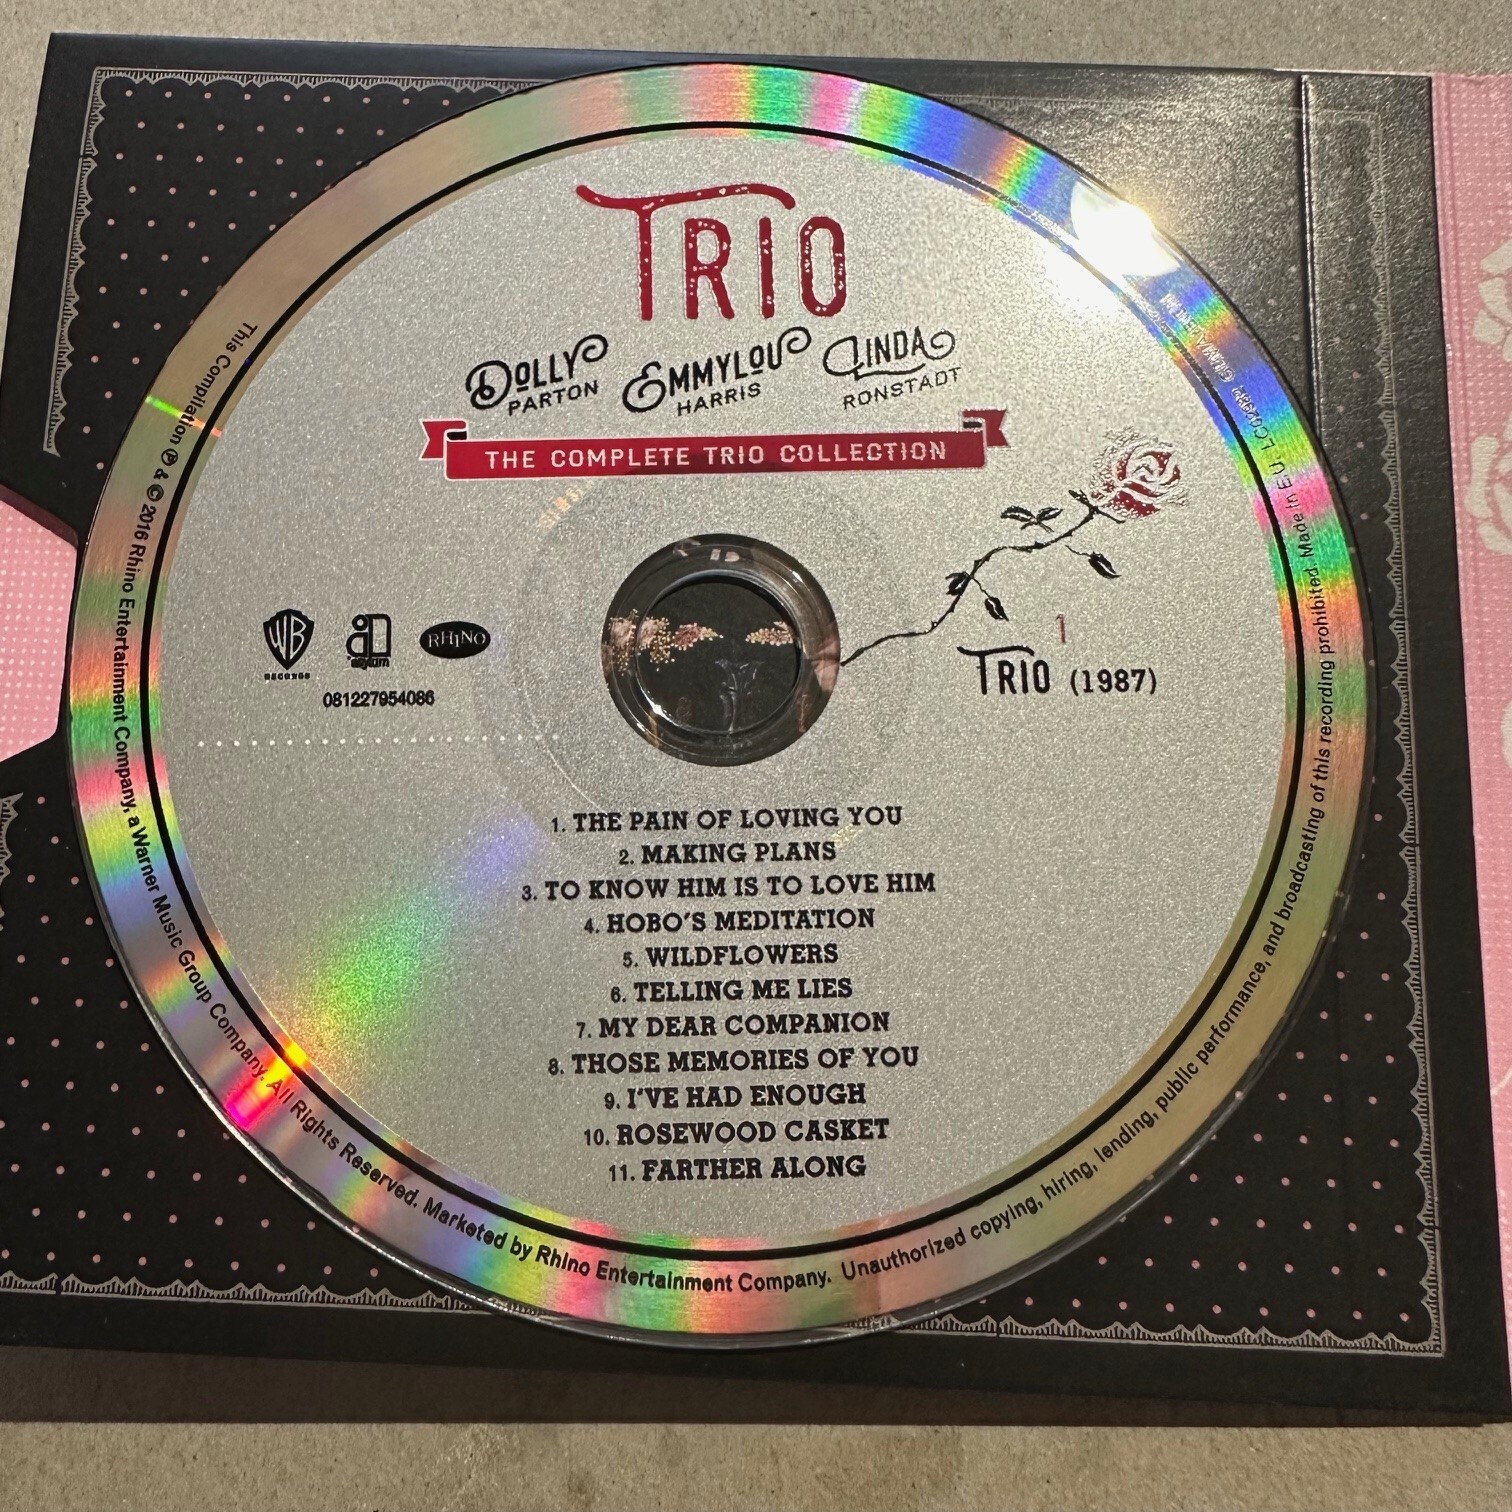 TRIO
DOLLY PARTON
EMMYLOU HARRIS
LINDA RONSTADT
THE COMPLETE TRIO COLLECTION
WB
RECORDS
asylum
RHINO
081227954086
1
TRIO (1987)
1. THE PAIN OF LOVING YOU
2. MAKING PLANS
3. TO KNOW HIM IS TO LOVE HIM
4. HOBO'S MEDITATION
5. WILDFLOWERS
6. TELLING ME LIES
7. MY DEAR COMPANION
8. THOSE MEMORIES OF YOU
9. I'VE HAD ENOUGH
10. ROSEWOOD CASKET
11. FARTHER ALONG
This Compilation ℗ & © 2016 Rhino Entertainment Company, a Warner Music Group Company. All Rights Reserved. Marketed by Rhino Entertainment Company. Unauthorized copying, hiring, lending, public performance, and broadcasting of this recording prohibited. Made in E.U.